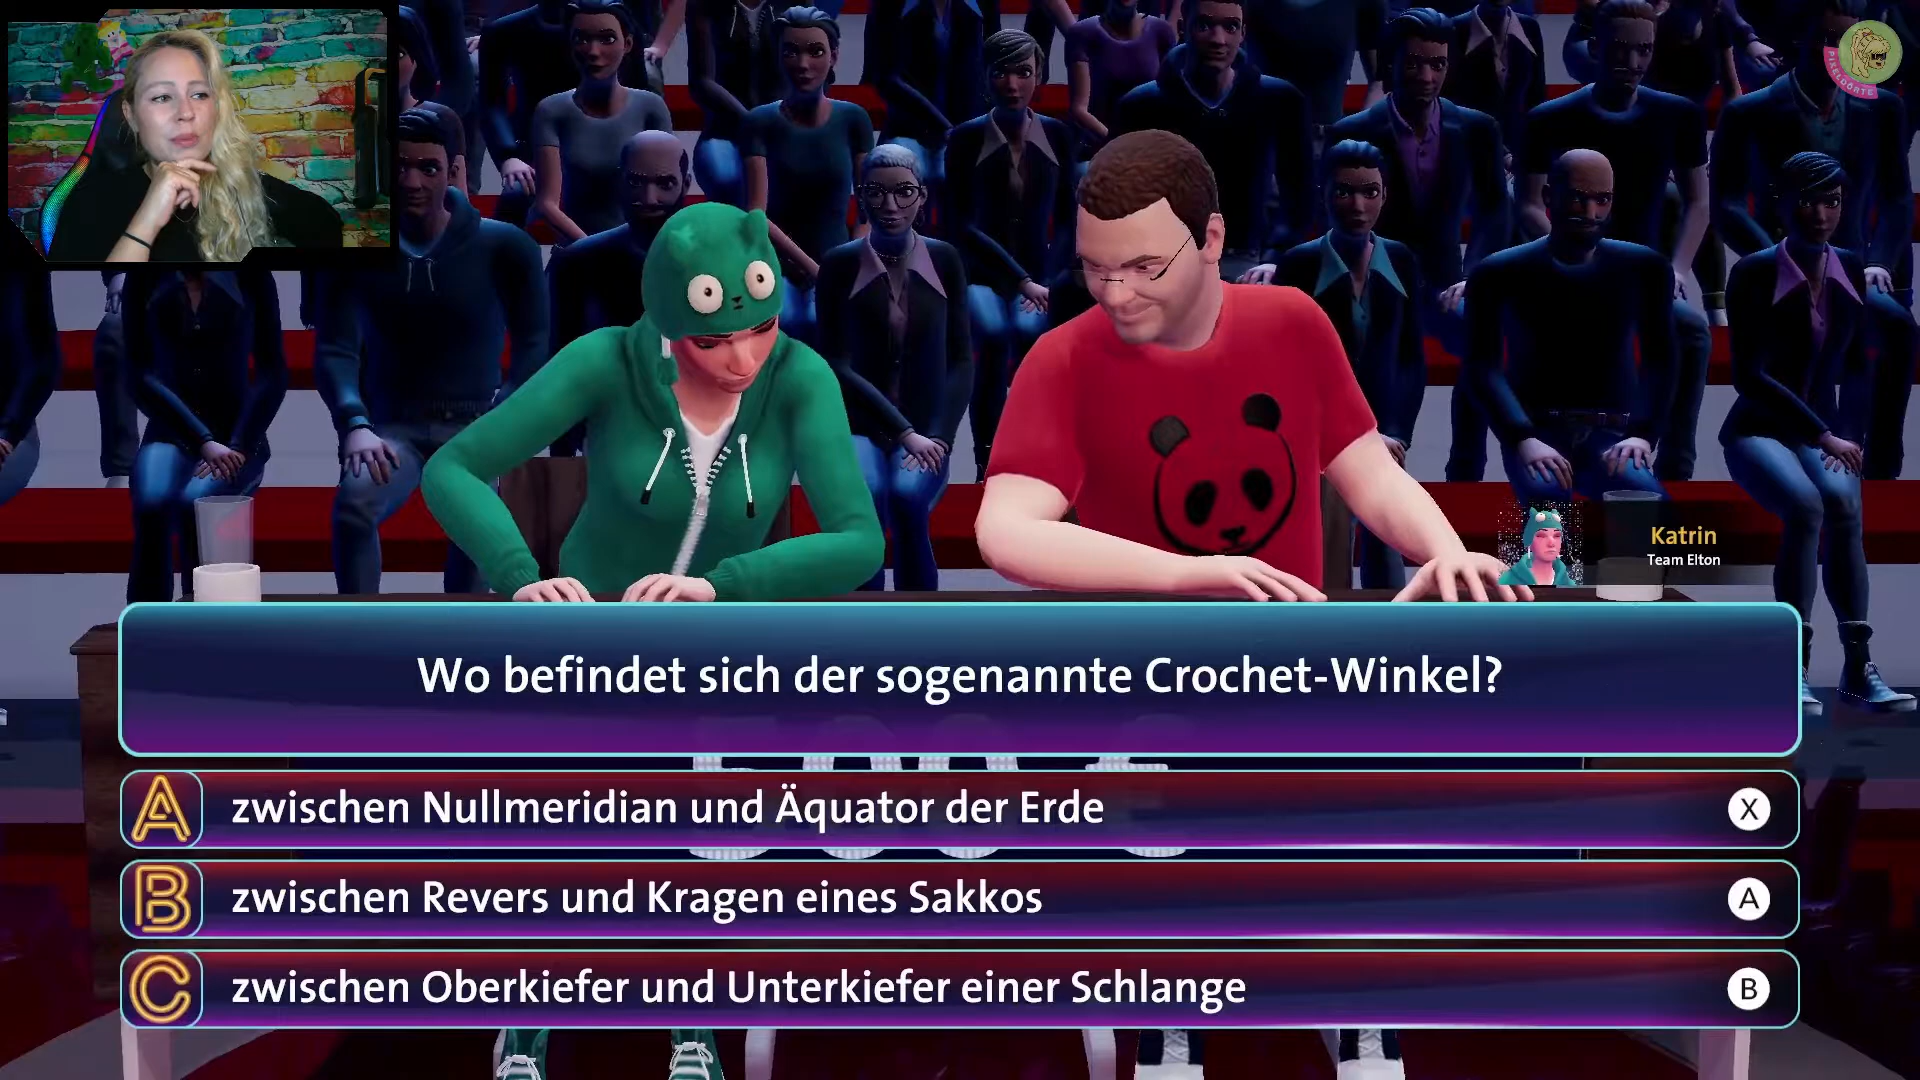 PIXELDÖRTE
Katrin
Team Elton
Wo befindet sich der sogenannte Crochet-Winkel?
A zwischen Nullmeridian und Äquator der Erde X
B zwischen Revers und Kragen eines Sakkos A
C zwischen Oberkiefer und Unterkiefer einer Schlange B